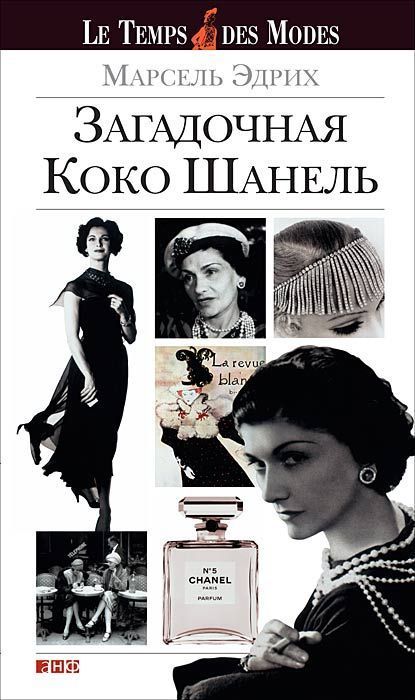 LE TEMPS DES MODES
МАРСЕЛЬ ЭДРИХ
ЗАГАДОЧНАЯ
КОКО ШАНЕЛЬ
La revue
blan
N°5
CHANEL
PARIS
PARFUM
АНФ